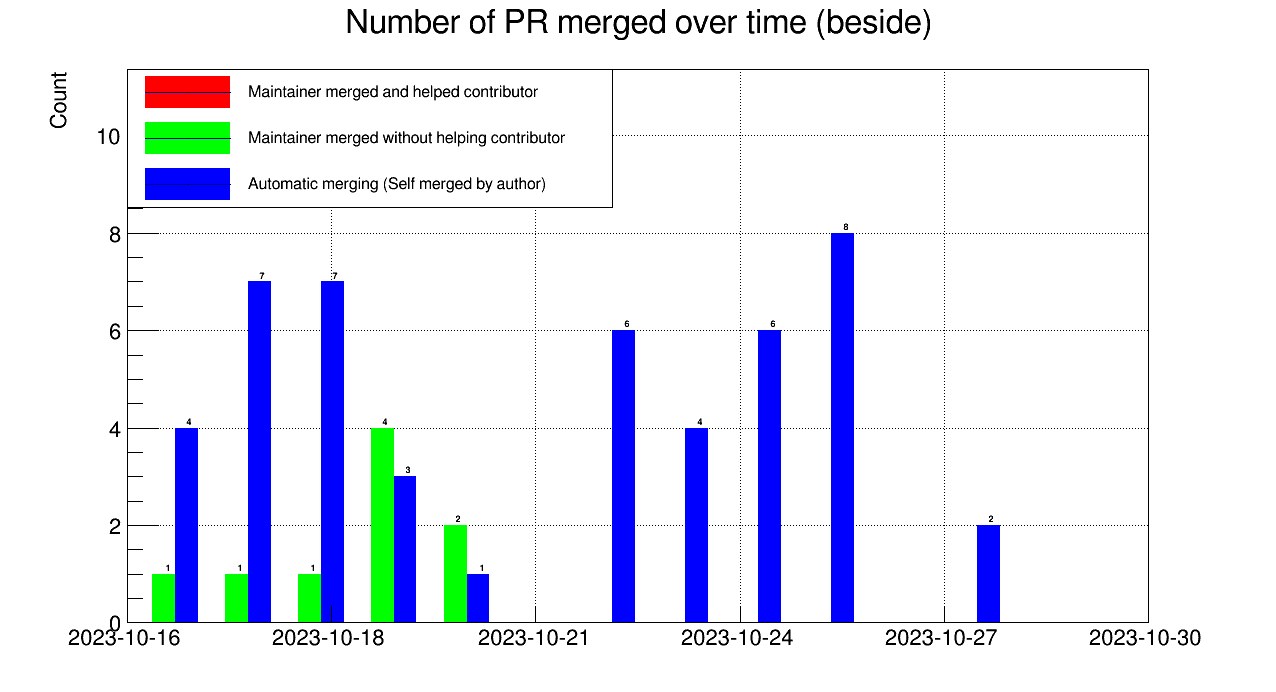 Number of PR merged over time (beside)
Count
Maintainer merged and helped contributor
Maintainer merged without helping contributor
Automatic merging (Self merged by author)
10
8
6
4
2
0
1 4 1 7 1 7 4 3 2 1 6 4 6 8 2
2023-10-16 2023-10-18 2023-10-21 2023-10-24 2023-10-27 2023-10-30